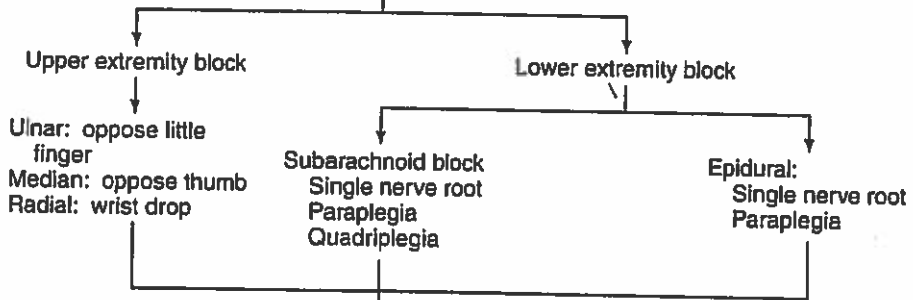 Upper extremity block
Lower extremity block
Ulnar: oppose little
finger
Median: oppose thumb
Radial: wrist drop
Subarachnoid block
Single nerve root
Paraplegia
Quadriplegia
Epidural:
Single nerve root
Paraplegia